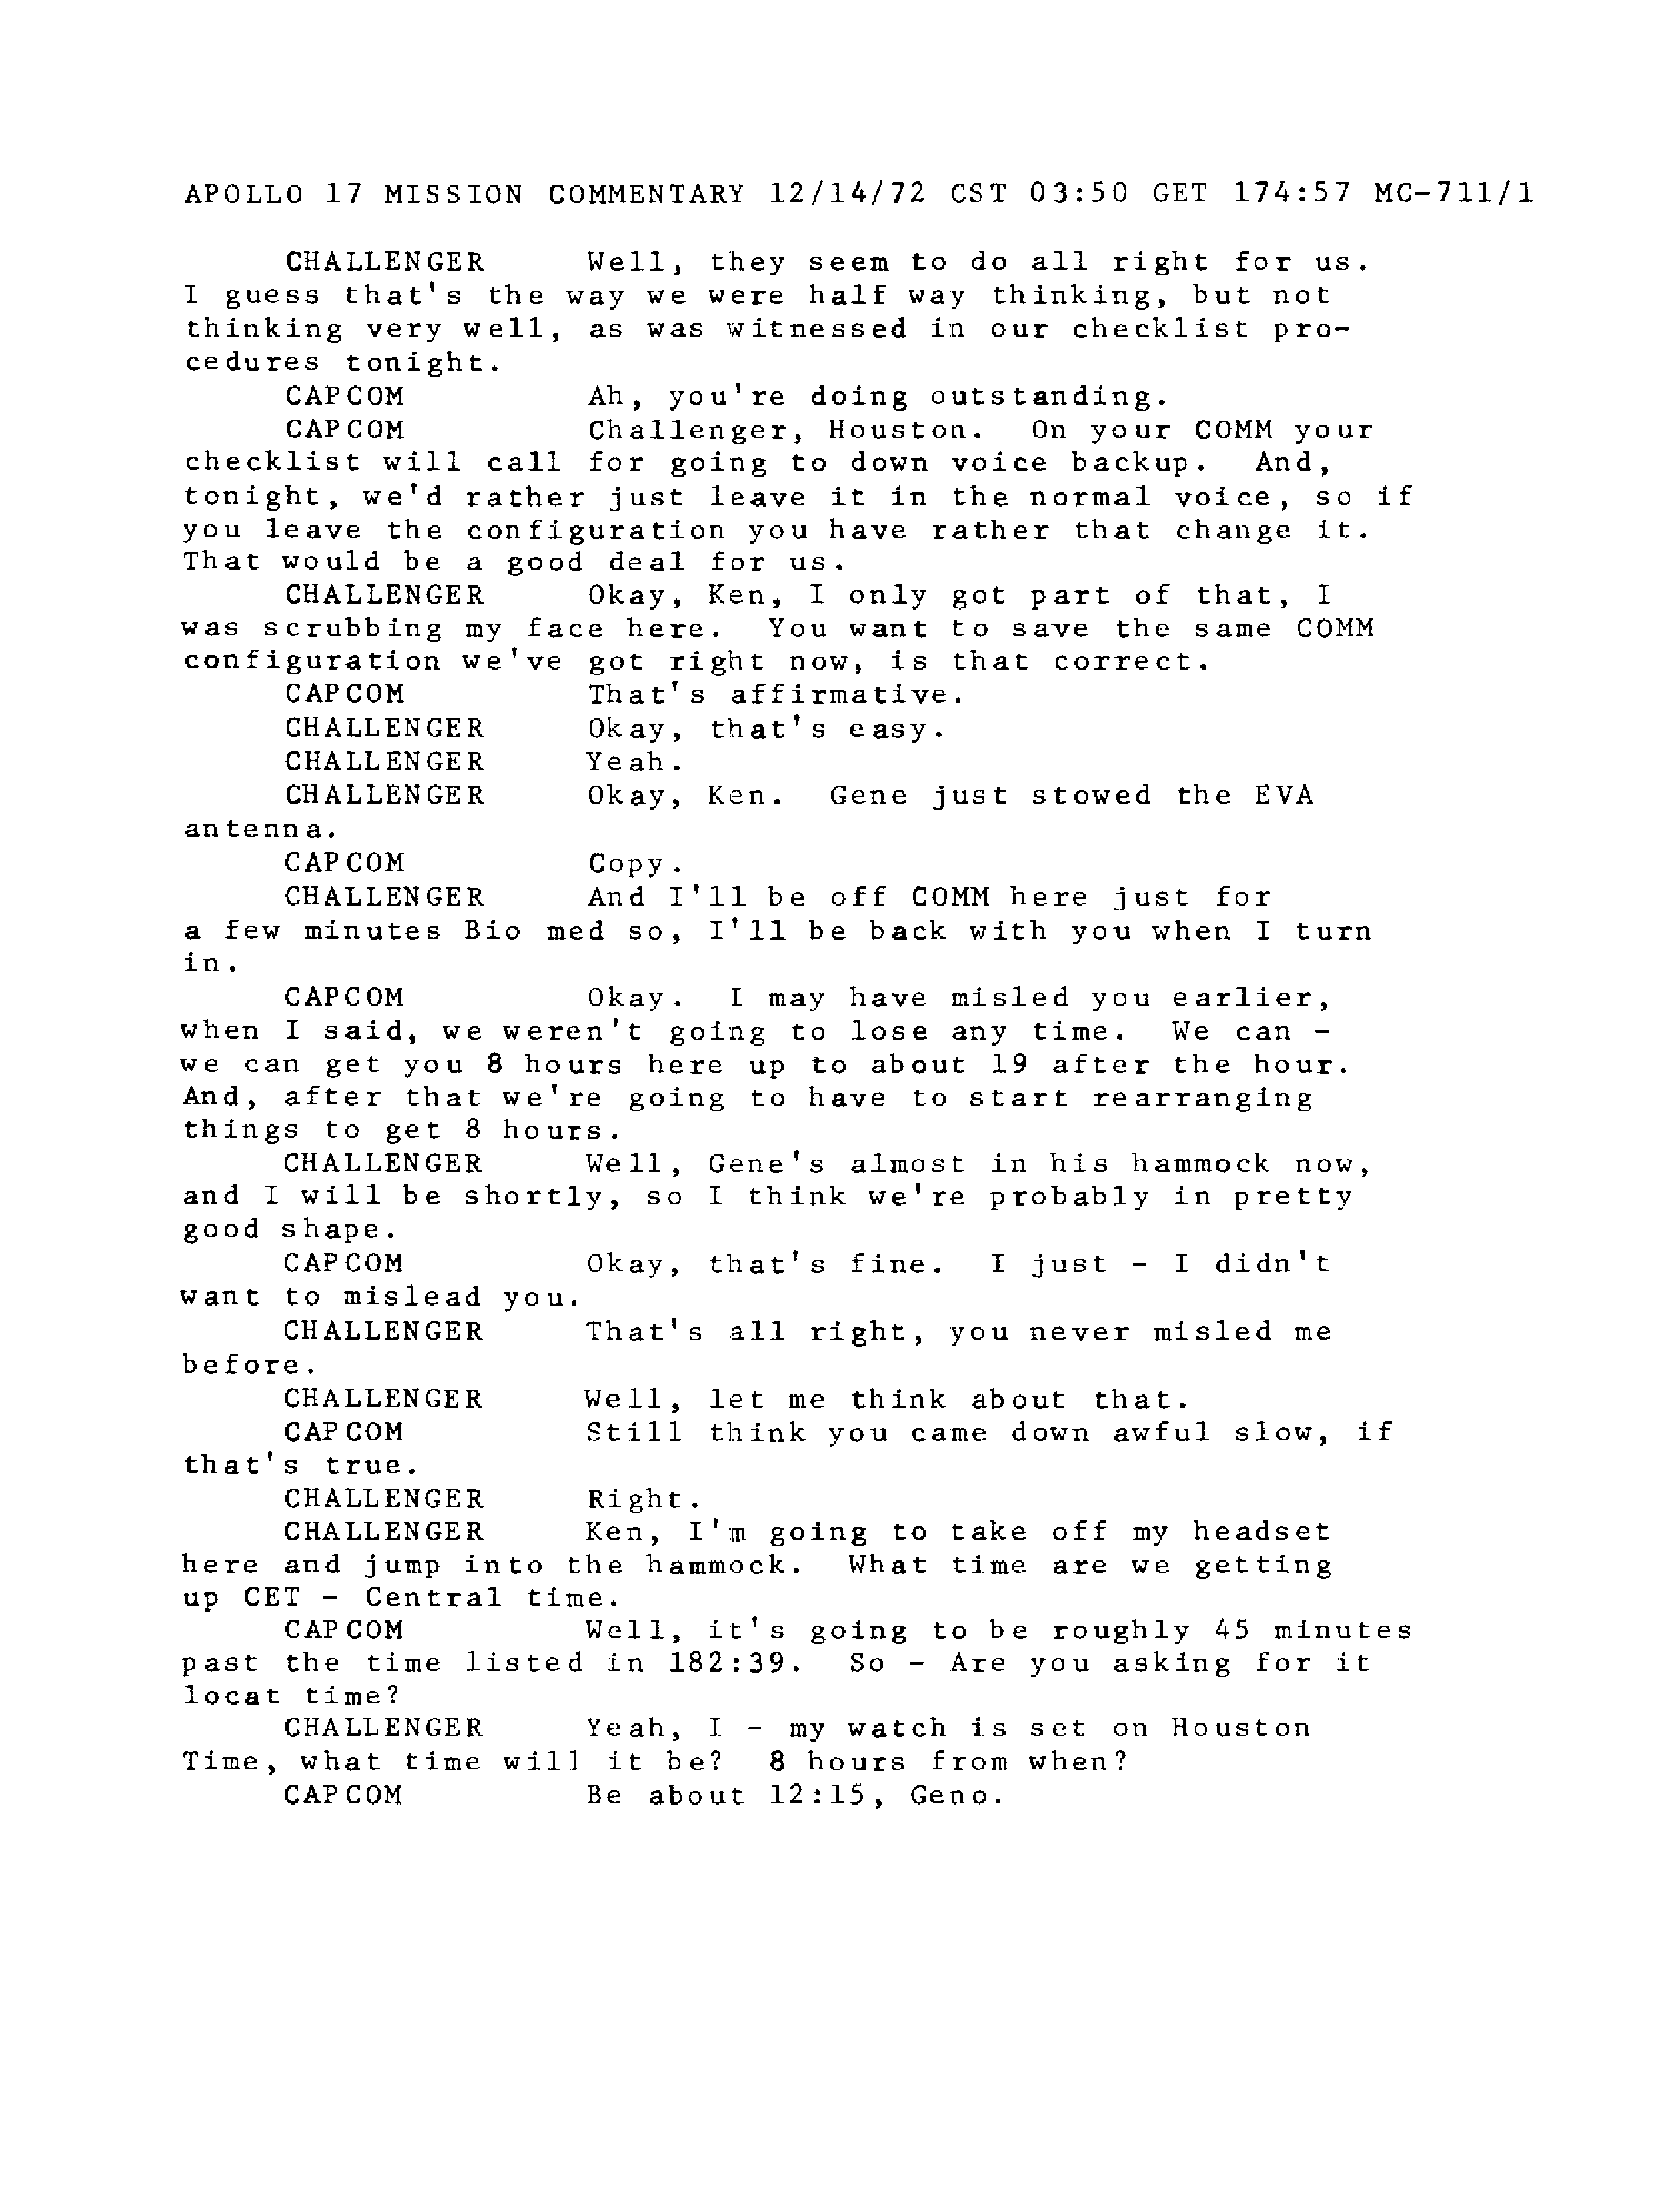 APOLLO 17 MISSION COMMENTARY 12/14/72 CST 03:50 GET 174:57 MC-711/1
CHALLENGER Well, they seem to do all right for us.
I guess that's the way we were half way thinking, but not
thinking very well, as was witnessed in our checklist pro-
cedures tonight.
CAPCOM Ah, you're doing outstanding.
CAPCOM Challenger, Houston. On your COMM your
checklist will call for going to down voice backup. And,
tonight, we'd rather just leave it in the normal voice, so if
you leave the configuration you have rather that change it.
That would be a good deal for us.
CHALLENGER Okay, Ken, I only got part of that, I
was scrubbing my face here. You want to save the same COMM
configuration we've got right now, is that correct.
CAPCOM That's affirmative.
CHALLENGER Okay, that's easy.
CHALLENGER Yeah.
CHALLENGER Okay, Ken. Gene just stowed the EVA
antenna.
CAPCOM Copy.
CHALLENGER And I'll be off COMM here just for
a few minutes Bio med so, I'll be back with you when I turn
in.
CAPCOM Okay. I may have misled you earlier,
when I said, we weren't going to lose any time. We can -
we can get you 8 hours here up to about 19 after the hour.
And, after that we're going to have to start rearranging
things to get 8 hours.
CHALLENGER Well, Gene's almost in his hammock now,
and I will be shortly, so I think we're probably in pretty
good shape.
CAPCOM Okay, that's fine. I just - I didn't
want to mislead you.
CHALLENGER That's all right, you never misled me
before.
CHALLENGER Well, let me think about that.
CAPCOM Still think you came down awful slow, if
that's true.
CHALLENGER Right.
CHALLENGER Ken, I'm going to take off my headset
here and jump into the hammock. What time are we getting
up CET - Central time.
CAPCOM Well, it's going to be roughly 45 minutes
past the time listed in 182:39. So - Are you asking for it
locat time?
CHALLENGER Yeah, I - my watch is set on Houston
Time, what time will it be? 8 hours from when?
CAPCOM Be about 12:15, Geno.